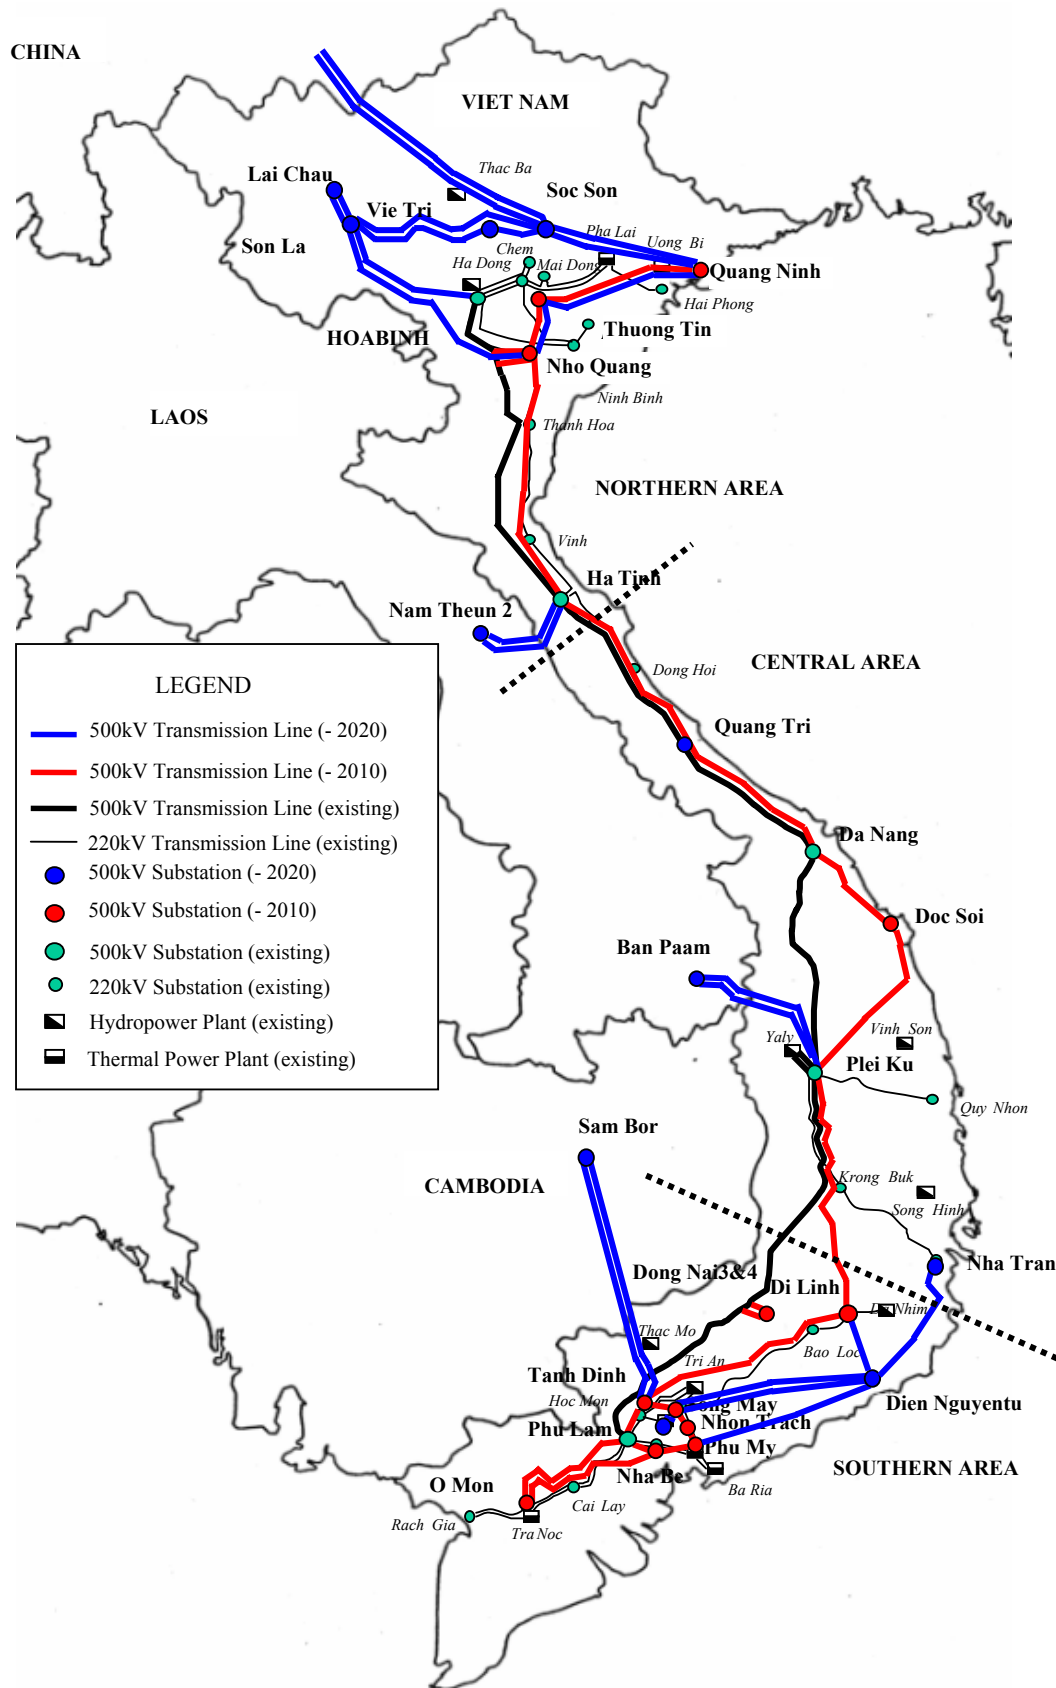 CHINA
VIET NAM
Thac Ba
Lai Chau
Soc Son
Vie Tri
Pha Lai
Uong Bi
Son La
Chem
Ha Dong
Mai Dong
Quang Ninh
Hai Phong
HOABINH
Thuong Tin
Nho Quang
Ninh Binh
LAOS
Thanh Hoa
NORTHERN AREA
Vinh
Ha Tinh
Nam Theun 2
CENTRAL AREA
Dong Hoi
LEGEND
500kV Transmission Line (- 2020)
500kV Transmission Line (- 2010)
500kV Transmission Line (existing)
220kV Transmission Line (existing)
500kV Substation (- 2020)
500kV Substation (- 2010)
500kV Substation (existing)
220kV Substation (existing)
Hydropower Plant (existing)
Thermal Power Plant (existing)
Quang Tri
Da Nang
Doc Soi
Ban Paam
Vinh Son
Yaly
Plei Ku
Quy Nhon
Sam Bor
CAMBODIA
Krong Buk
Song Hinh
Nha Tran
Dong Nai3&4
Di Linh
Nhim
Thac Mo
Bao Loc
Tri An
Tanh Dinh
Hoc Mon
May
Dien Nguyentu
Phu Lam
Nhon Trach
Phu My
SOUTHERN AREA
Nha Be
O Mon
Ba Ria
Cai Lay
Rach Gia
Tra Noc